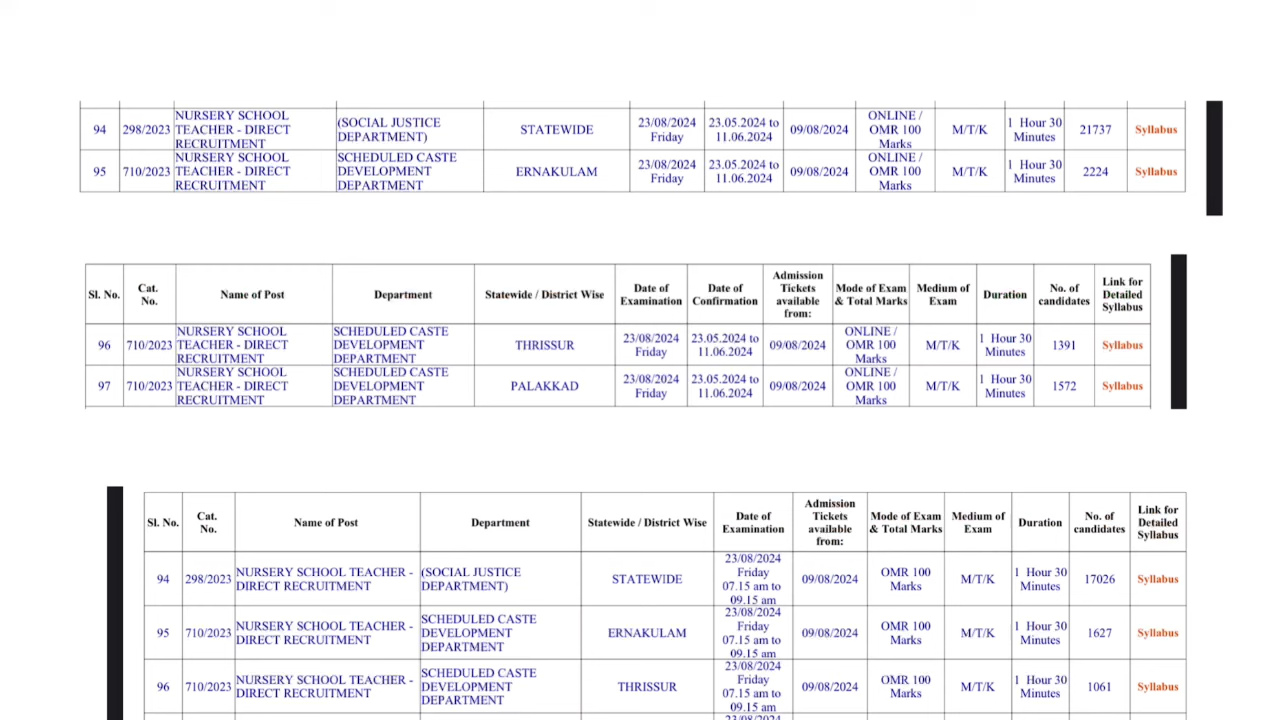 94 298/2023 NURSERY SCHOOL TEACHER - DIRECT RECRUITMENT (SOCIAL JUSTICE DEPARTMENT) STATEWIDE 23/08/2024 Friday 23.05.2024 to 11.06.2024 09/08/2024 ONLINE / OMR 100 Marks M/T/K 1 Hour 30 Minutes 21737 Syllabus
95 710/2023 NURSERY SCHOOL TEACHER - DIRECT RECRUITMENT SCHEDULED CASTE DEVELOPMENT DEPARTMENT ERNAKULAM 23/08/2024 Friday 23.05.2024 to 11.06.2024 09/08/2024 ONLINE / OMR 100 Marks M/T/K 1 Hour 30 Minutes 2224 Syllabus
Sl. No. Cat. No. Name of Post Department Statewide / District Wise Date of Examination Date of Confirmation Admission Tickets available from: Mode of Exam & Total Marks Medium of Exam Duration No. of candidates Link for Detailed Syllabus
96 710/2023 NURSERY SCHOOL TEACHER - DIRECT RECRUITMENT SCHEDULED CASTE DEVELOPMENT DEPARTMENT THRISSUR 23/08/2024 Friday 23.05.2024 to 11.06.2024 09/08/2024 ONLINE / OMR 100 Marks M/T/K 1 Hour 30 Minutes 1391 Syllabus
97 710/2023 NURSERY SCHOOL TEACHER - DIRECT RECRUITMENT SCHEDULED CASTE DEVELOPMENT DEPARTMENT PALAKKAD 23/08/2024 Friday 23.05.2024 to 11.06.2024 09/08/2024 ONLINE / OMR 100 Marks M/T/K 1 Hour 30 Minutes 1572 Syllabus
Sl. No. Cat. No. Name of Post Department Statewide / District Wise Date of Examination Admission Tickets available from: Mode of Exam & Total Marks Medium of Exam Duration No. of candidates Link for Detailed Syllabus
94 298/2023 NURSERY SCHOOL TEACHER - DIRECT RECRUITMENT (SOCIAL JUSTICE DEPARTMENT) STATEWIDE 23/08/2024 Friday 07.15 am to 09.15 am 09/08/2024 OMR 100 Marks M/T/K 1 Hour 30 Minutes 17026 Syllabus
95 710/2023 NURSERY SCHOOL TEACHER - DIRECT RECRUITMENT SCHEDULED CASTE DEVELOPMENT DEPARTMENT ERNAKULAM 23/08/2024 Friday 07.15 am to 09.15 am 09/08/2024 OMR 100 Marks M/T/K 1 Hour 30 Minutes 1627 Syllabus
96 710/2023 NURSERY SCHOOL TEACHER - DIRECT RECRUITMENT SCHEDULED CASTE DEVELOPMENT DEPARTMENT THRISSUR 23/08/2024 Friday 07.15 am to 09.15 am 09/08/2024 OMR 100 Marks M/T/K 1 Hour 30 Minutes 1061 Syllabus